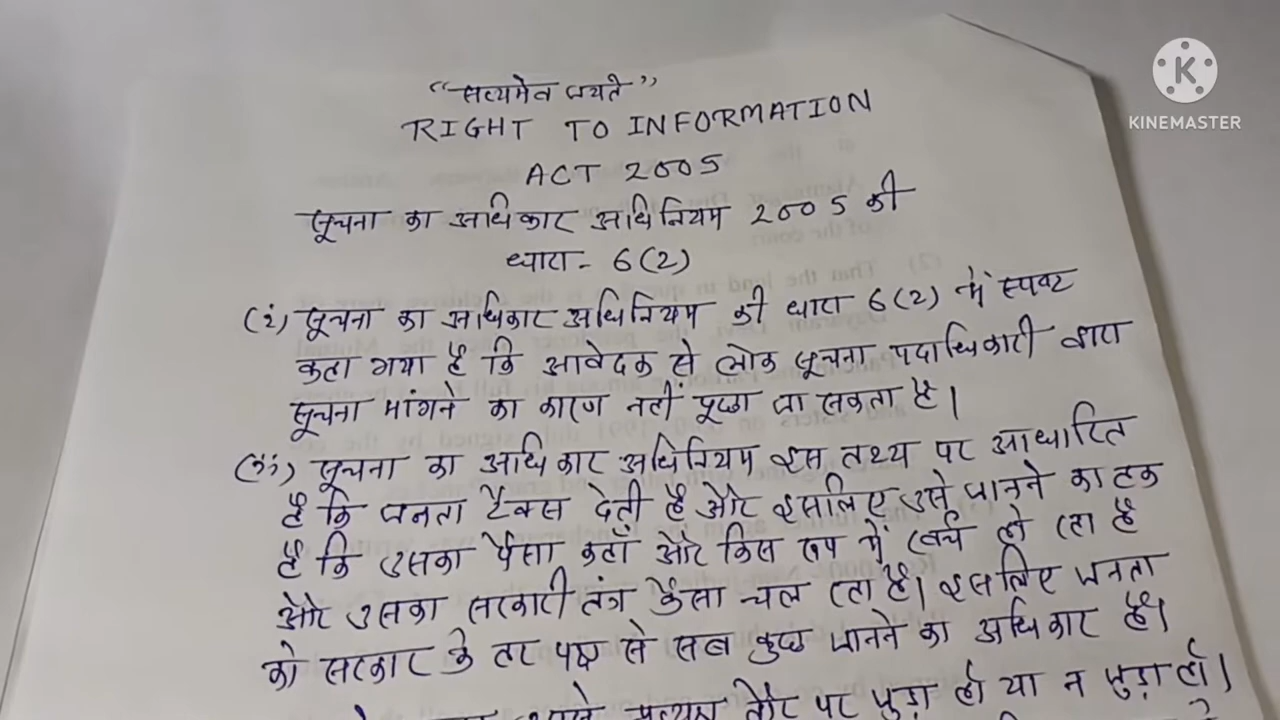 "सत्यमेव जयते"
RIGHT TO INFORMATION
ACT 2005
सूचना का अधिकार अधिनियम 2005 की
धारा - 6(2)
(i) सूचना का अधिकार अधिनियम की धारा 6(2) में स्पष्ट
कहा गया है कि आवेदक से लोक सूचना पदाधिकारी द्वारा
सूचना मांगने का कारण नहीं पूछा जा सकता है।
(ii) सूचना का अधिकार अधिनियम इस तथ्य पर आधारित
है कि जनता टैक्स देती है और इसलिए उसे जानने का हक
है कि उसका पैसा कहाँ और किस रूप में खर्च हो रहा है
और उसका सरकारी तंत्र कैसा चल रहा है। इसलिए जनता
को सरकार के हर पक्ष से सब कुछ जानने का अधिकार है।
तौर पर जुड़ा हो या न जुड़ा हो।
KINEMASTER